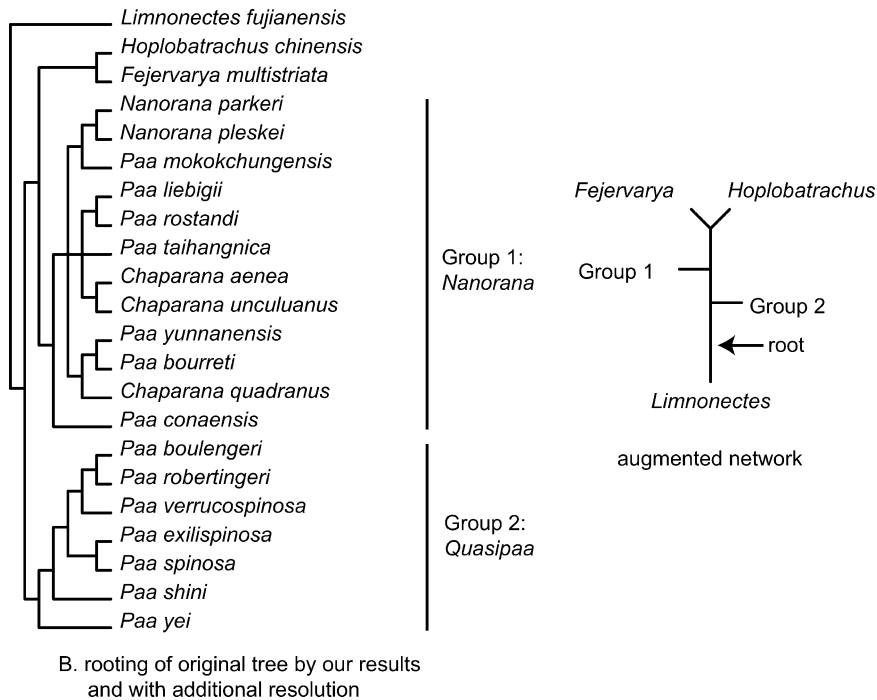 Limnonectes fujianensis
Hoplobatrachus chinensis
Fejervarya multistriata
Nanorana parkeri
Nanorana pleskei
Paa mokokchungensis
Paa liebigii
Paa rostandi
Paa taihangnica
Chaparana aenea
Chaparana unculuanus
Paa yunnanensis
Paa bourreti
Chaparana quadranus
Paa conaensis
Paa boulengeri
Paa robertingeri
Paa verrucospinosa
Paa exilispinosa
Paa spinosa
Paa shini
Paa yei
Group 1:
Nanorana
Group 2:
Quasipaa
Fejervarya
Hoplobatrachus
Group 1
Group 2
root
Limnonectes
augmented network
B. rooting of original tree by our results
and with additional resolution